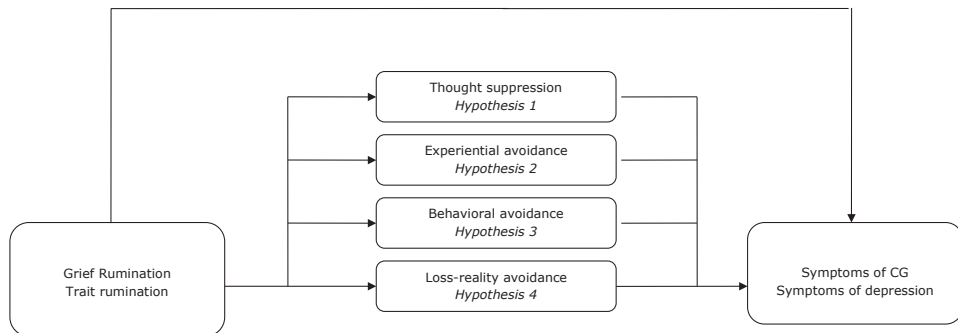 Thought suppression
Hypothesis 1
Experiential avoidance
Hypothesis 2
Behavioral avoidance
Hypothesis 3
Loss-reality avoidance
Hypothesis 4
Grief Rumination
Trait rumination
Symptoms of CG
Symptoms of depression